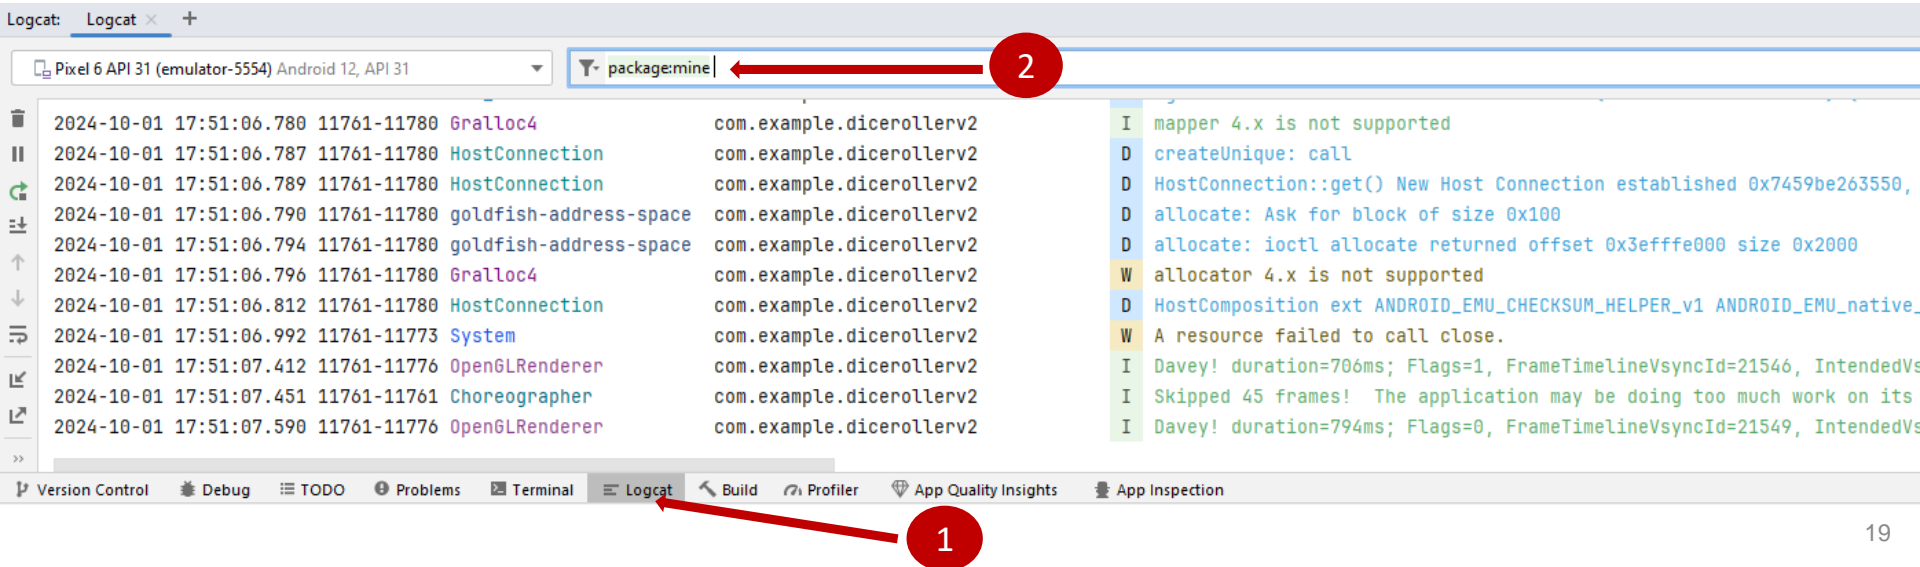 Logcat: Logcat
Pixel 6 API 31 (emulator-5554) Android 12, API 31 package:mine 2
2024-10-01 17:51:06.780 11761-11780 Gralloc4 com.example.dicerollerv2 I mapper 4.x is not supported
2024-10-01 17:51:06.787 11761-11780 HostConnection com.example.dicerollerv2 D createUnique: call
2024-10-01 17:51:06.789 11761-11780 HostConnection com.example.dicerollerv2 D HostConnection::get() New Host Connection established 0x7459be263550,
2024-10-01 17:51:06.790 11761-11780 goldfish-address-space com.example.dicerollerv2 D allocate: Ask for block of size 0x100
2024-10-01 17:51:06.794 11761-11780 goldfish-address-space com.example.dicerollerv2 D allocate: ioctl allocate returned offset 0x3efffe000 size 0x2000
2024-10-01 17:51:06.796 11761-11780 Gralloc4 com.example.dicerollerv2 W allocator 4.x is not supported
2024-10-01 17:51:06.812 11761-11780 HostConnection com.example.dicerollerv2 D HostComposition ext ANDROID_EMU_CHECKSUM_HELPER_v1 ANDROID_EMU_native_
2024-10-01 17:51:06.992 11761-11773 System com.example.dicerollerv2 W A resource failed to call close.
2024-10-01 17:51:07.412 11761-11776 OpenGLRenderer com.example.dicerollerv2 I Davey! duration=706ms; Flags=1, FrameTimelineVsyncId=21546, IntendedVs
2024-10-01 17:51:07.451 11761-11761 Choreographer com.example.dicerollerv2 I Skipped 45 frames!  The application may be doing too much work on its
2024-10-01 17:51:07.590 11761-11776 OpenGLRenderer com.example.dicerollerv2 I Davey! duration=794ms; Flags=0, FrameTimelineVsyncId=21549, IntendedVs
Version Control Debug TODO Problems Terminal Logcat Build Profiler App Quality Insights App Inspection
1
19